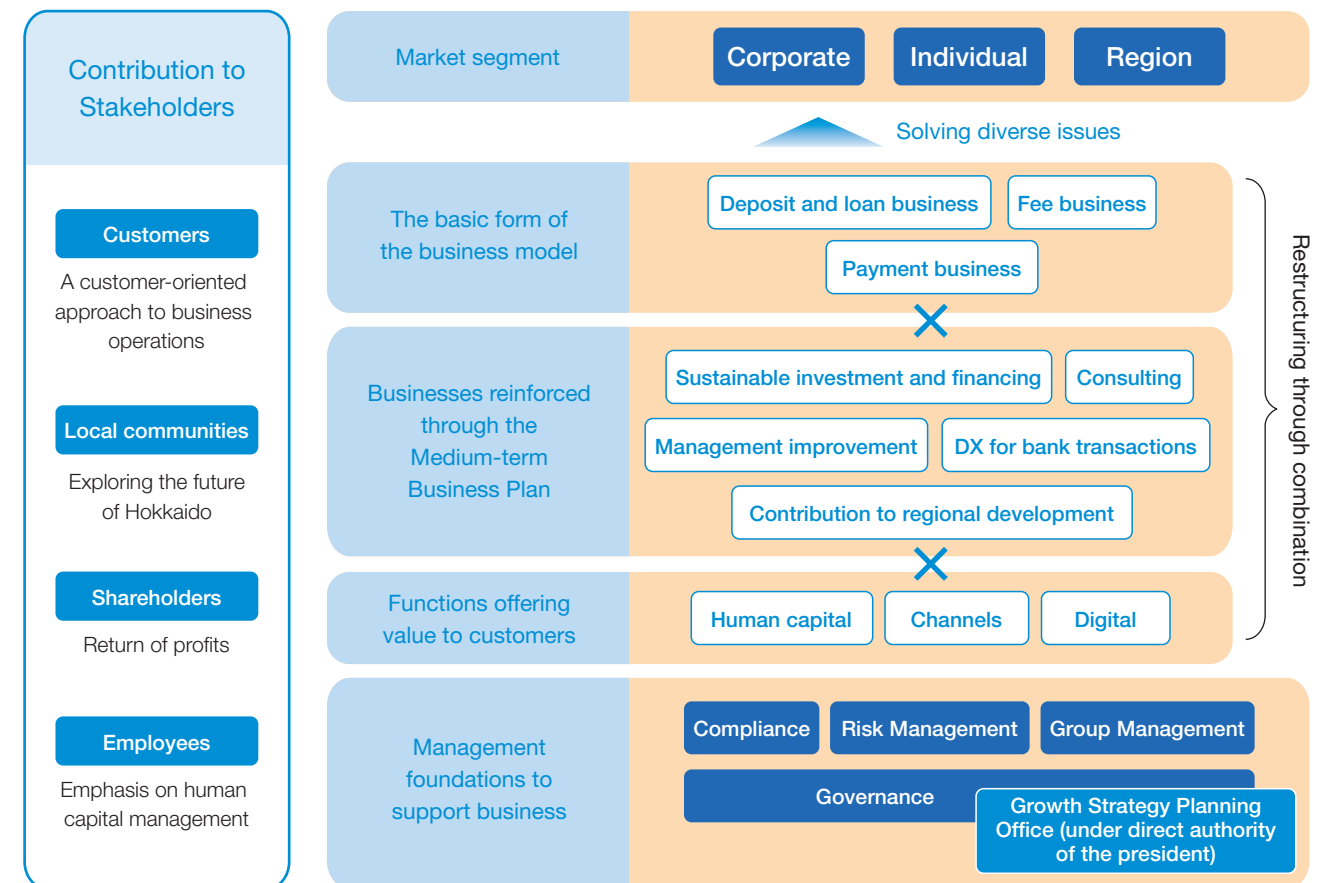 Contribution to
Stakeholders
Customers
A customer-oriented
approach to business
operations
Local communities
Exploring the future
of Hokkaido
Shareholders
Return of profits
Employees
Emphasis on human
capital management
Market segment
Corporate
Individual
Region
Solving diverse issues
The basic form of
the business model
Deposit and loan business
Fee business
Payment business
Businesses reinforced
through the
Medium-term
Business Plan
Sustainable investment and financing
Consulting
Management improvement
DX for bank transactions
Contribution to regional development
Functions offering
value to customers
Human capital
Channels
Digital
Restructuring through combination
Management
foundations to
support business
Compliance
Risk Management
Group Management
Governance
Growth Strategy Planning
Office (under direct authority
of the president)